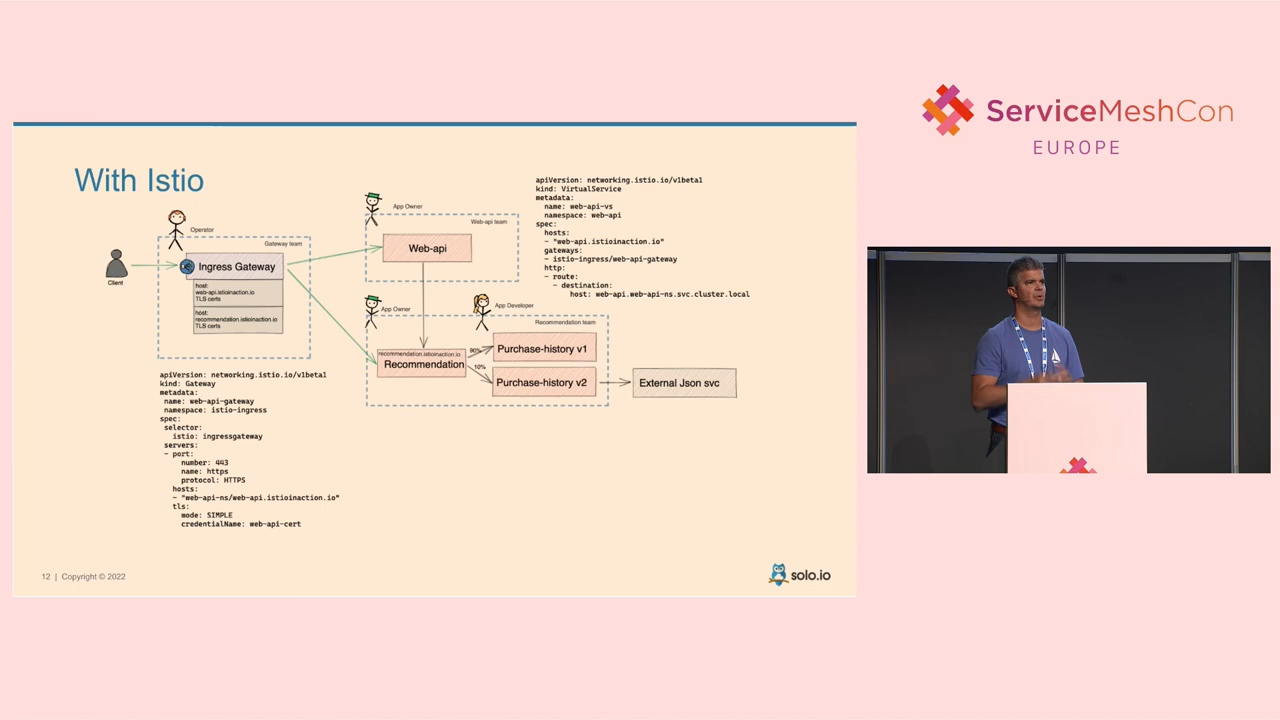 ServiceMeshCon
EUROPE
With Istio
Operator
Gateway team
Client
Ingress Gateway
host:
web-api.istioinaction.io
TLS certs
host:
recommendation.istioinaction.io
TLS certs
App Owner
Web-api team
Web-api
App Owner
App Developer
Recommendation team
recommendation.istioinaction.io
Recommendation
90%
10%
Purchase-history v1
Purchase-history v2
External Json svc
apiVersion: networking.istio.io/v1beta1
kind: VirtualService
metadata:
name: web-api-vs
namespace: web-api
spec:
hosts:
- "web-api.istioinaction.io"
gateways:
- istio-ingress/web-api-gateway
http:
- route:
- destination:
host: web-api.web-api-ns.svc.cluster.local
apiVersion: networking.istio.io/v1beta1
kind: Gateway
metadata:
name: web-api-gateway
namespace: istio-ingress
spec:
selector:
istio: ingressgateway
servers:
- port:
number: 443
name: https
protocol: HTTPS
hosts:
- "web-api-ns/web-api.istioinaction.io"
tls:
mode: SIMPLE
credentialName: web-api-cert
12 | Copyright © 2022
solo.io